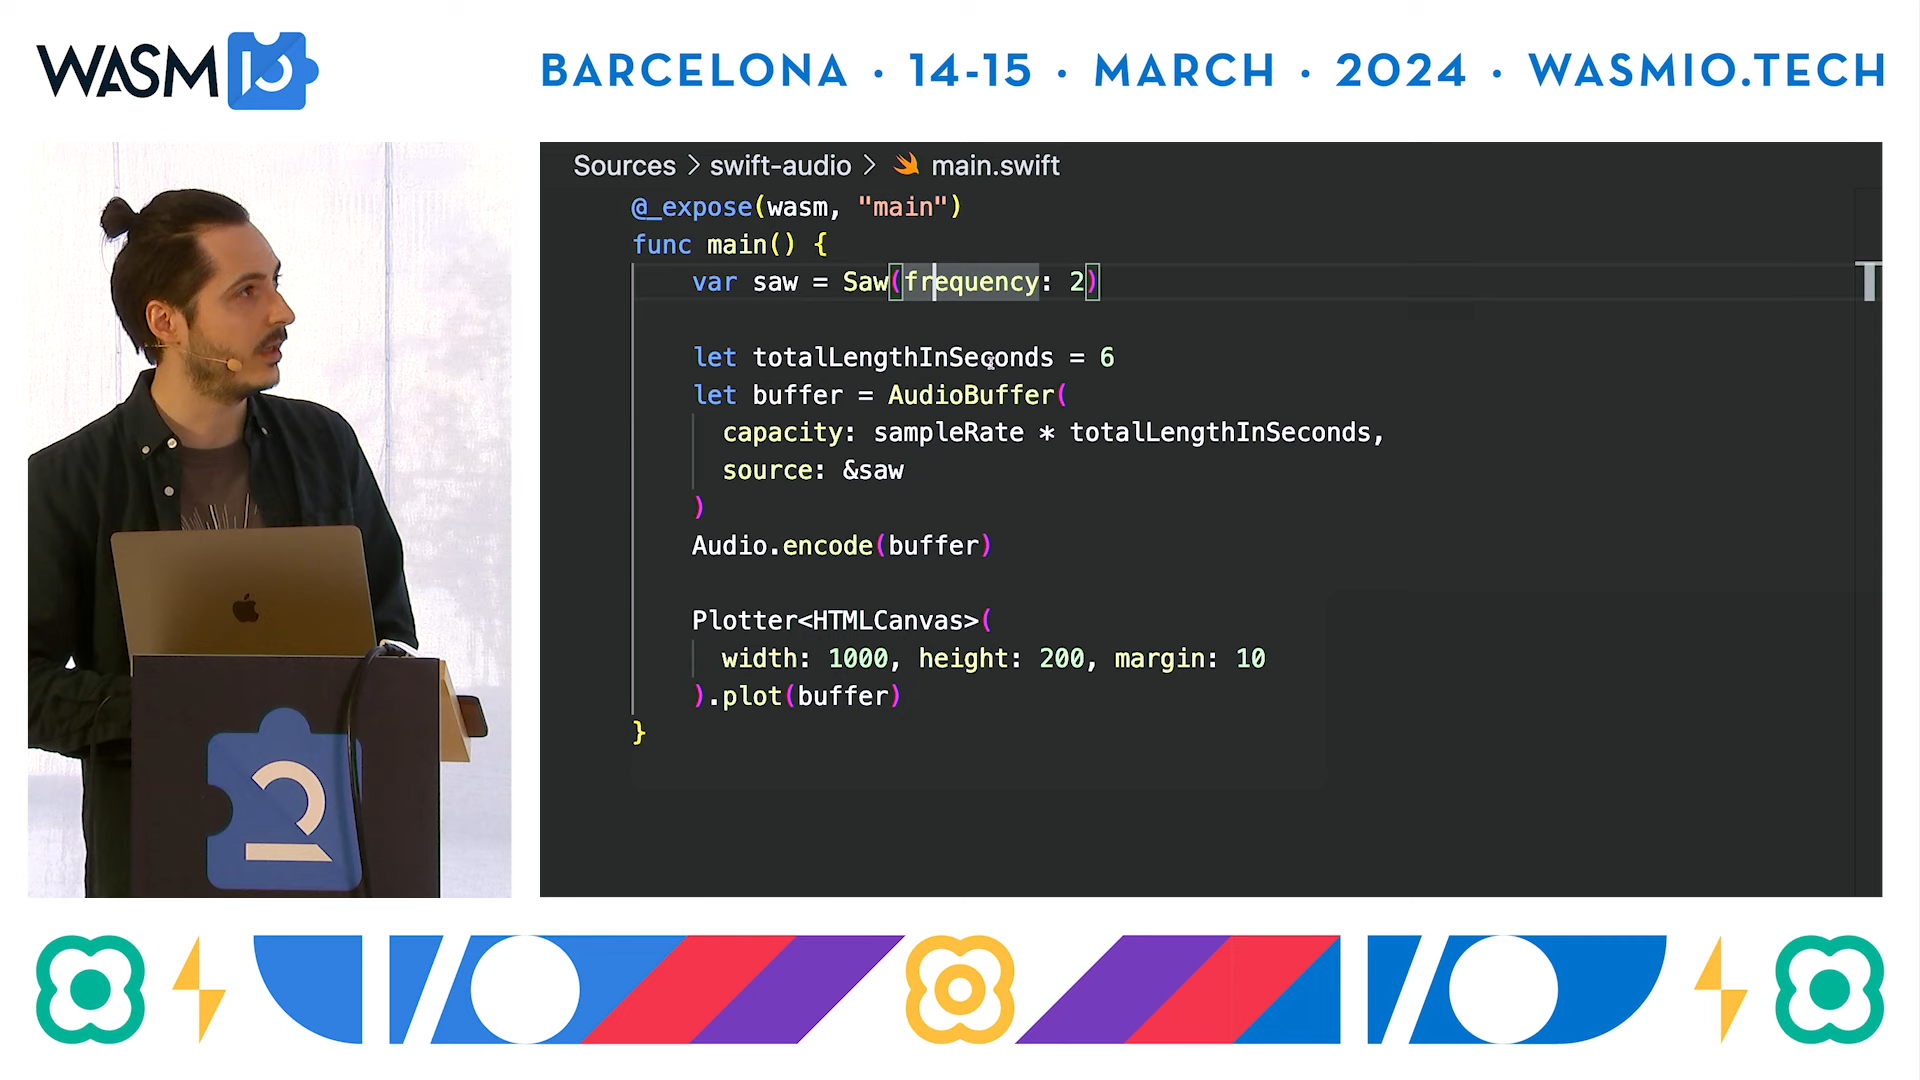 WASM IO
BARCELONA · 14-15 · MARCH · 2024 · WASMIO.TECH
Sources > swift-audio > main.swift
@_expose(wasm, "main")
func main() {
var saw = Saw(frequency: 2)
let totalLengthInSeconds = 6
let buffer = AudioBuffer(
capacity: sampleRate * totalLengthInSeconds,
source: &saw
)
Audio.encode(buffer)
Plotter<HTMLCanvas>(
width: 1000, height: 200, margin: 10
).plot(buffer)
}